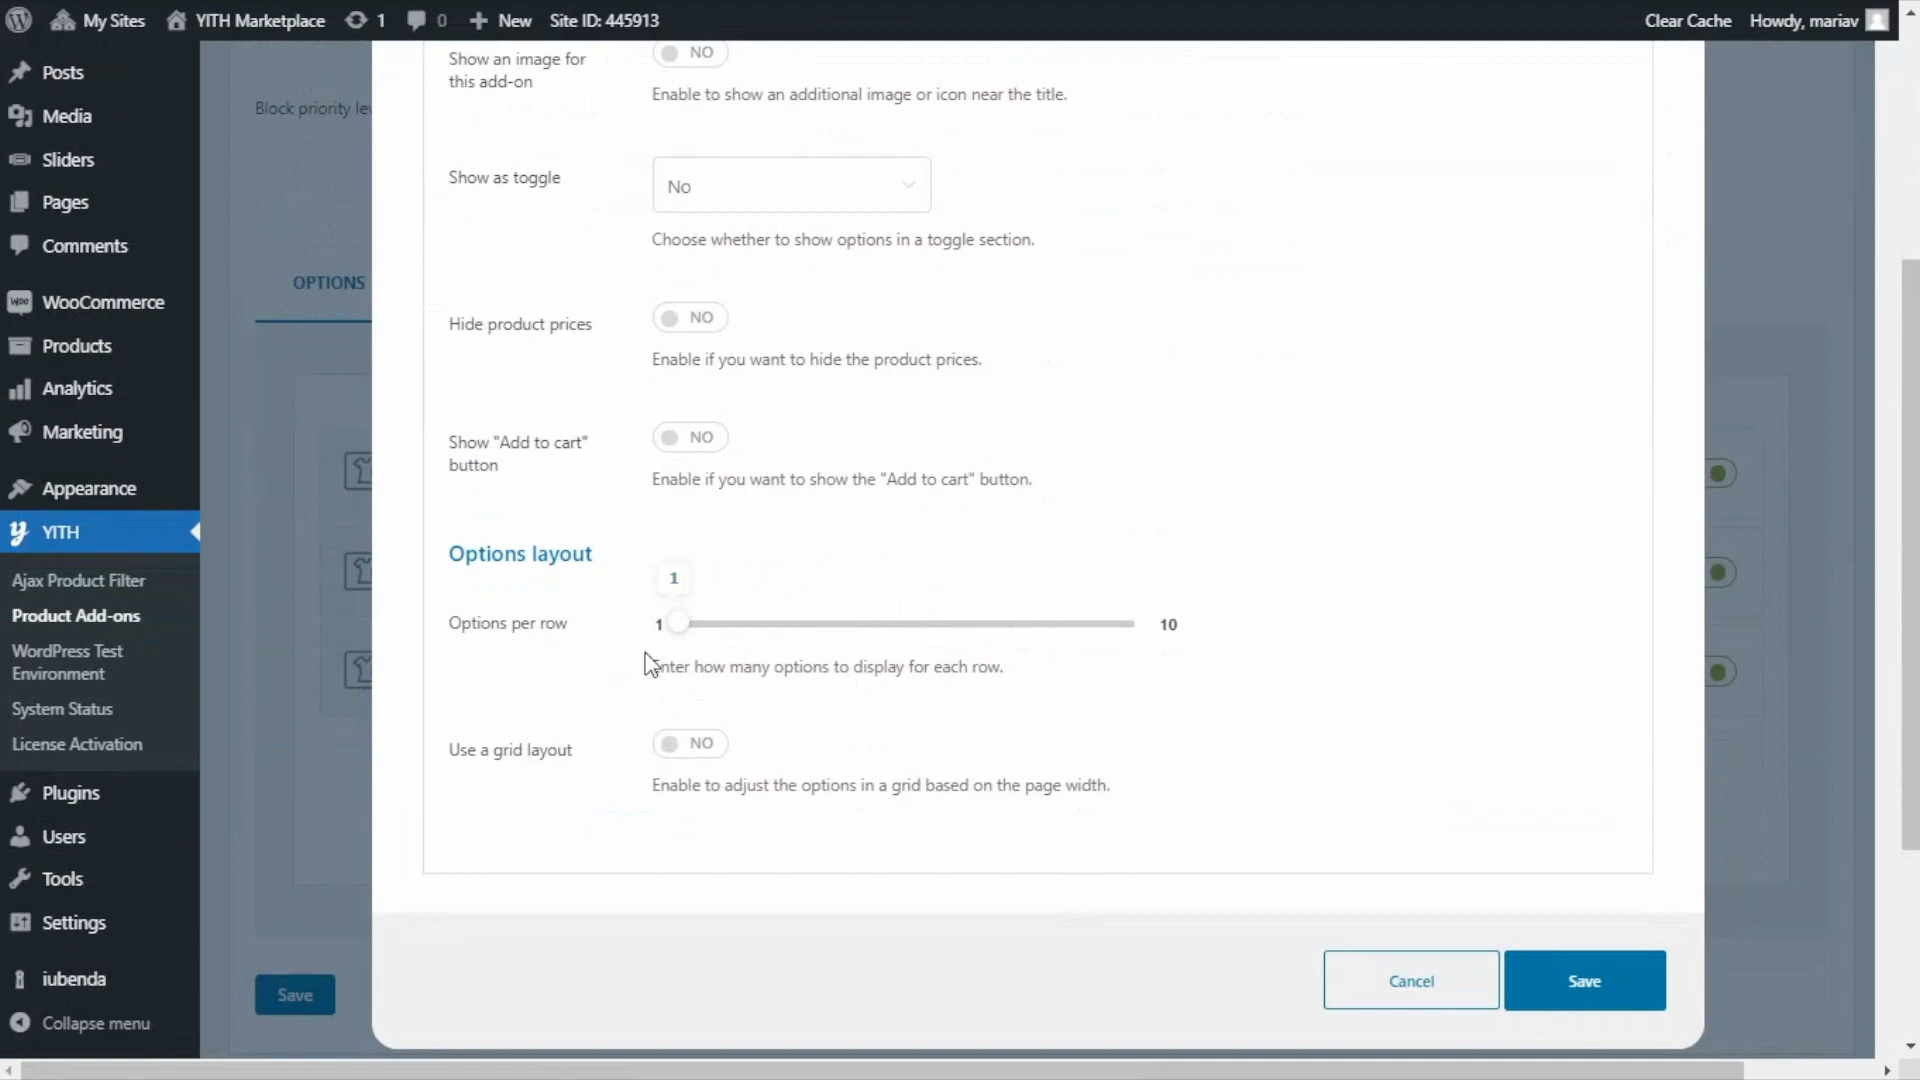 My Sites
YITH Marketplace
1
0
New
Site ID: 445913
Clear Cache
Howdy, mariav
Posts
Media
Sliders
Pages
Comments
WooCommerce
Products
Analytics
Marketing
Appearance
YITH
Ajax Product Filter
Product Add-ons
WordPress Test
Environment
System Status
License Activation
Plugins
Users
Tools
Settings
iubenda
Collapse menu
Block priority
OPTIONS
Save
Show an image for
this add-on
NO
Enable to show an additional image or icon near the title.
Show as toggle
No
Choose whether to show options in a toggle section.
Hide product prices
NO
Enable if you want to hide the product prices.
Show "Add to cart"
button
NO
Enable if you want to show the "Add to cart" button.
Options layout
1
Options per row
1
10
Enter how many options to display for each row.
Use a grid layout
NO
Enable to adjust the options in a grid based on the page width.
Cancel
Save